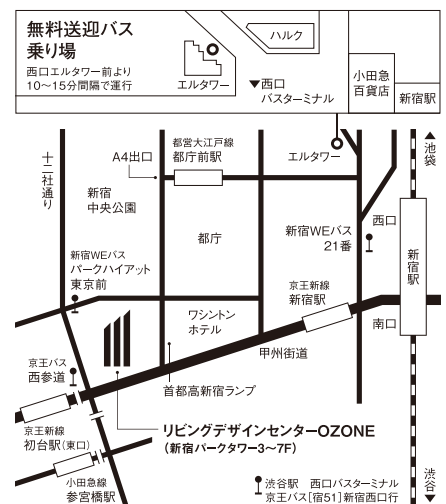 無料送迎バス
乗り場
西口エルタワー前より
10〜15分間隔で運行
エルタワー
ハルク
▼西口
バスターミナル
小田急
百貨店
新宿駅
十二社通り
A4出口
都営大江戸線
都庁前駅
エルタワー
▲池袋
新宿
中央公園
都庁
新宿WEバス
21番
西口
新宿駅
新宿WEバス
パークハイアット
東京前
ワシントン
ホテル
京王新線
新宿駅
南口
甲州街道
京王バス
西参道
首都高新宿ランプ
京王新線
初台駅(東口)
リビングデザインセンターOZONE
(新宿パークタワー3〜7F)
小田急線
参宮橋駅
渋谷駅 西口バスターミナル
京王バス[宿51]新宿西口行
渋谷▼